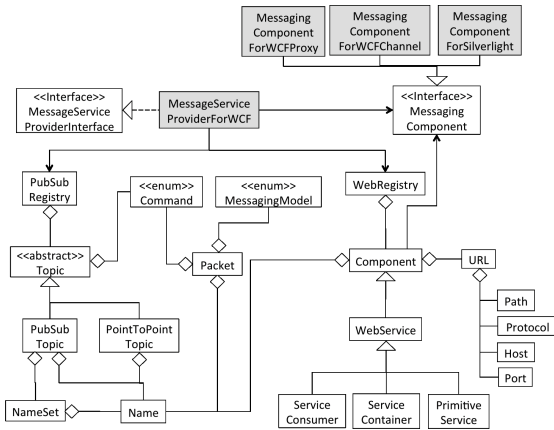 Messaging
Component
ForWCFProxy
Messaging
Component
ForWCFChannel
Messaging
Component
ForSilverlight
<<Interface>>
MessageService
ProviderInterface
MessageService
ProviderForWCF
<<Interface>>
Messaging
Component
PubSub
Registry
<<enum>>
Command
<<enum>>
MessagingModel
WebRegistry
<<abstract>>
Topic
Packet
Component
URL
Path
Protocol
Host
Port
PubSub
Topic
PointToPoint
Topic
WebService
NameSet
Name
Service
Consumer
Service
Container
Primitive
Service